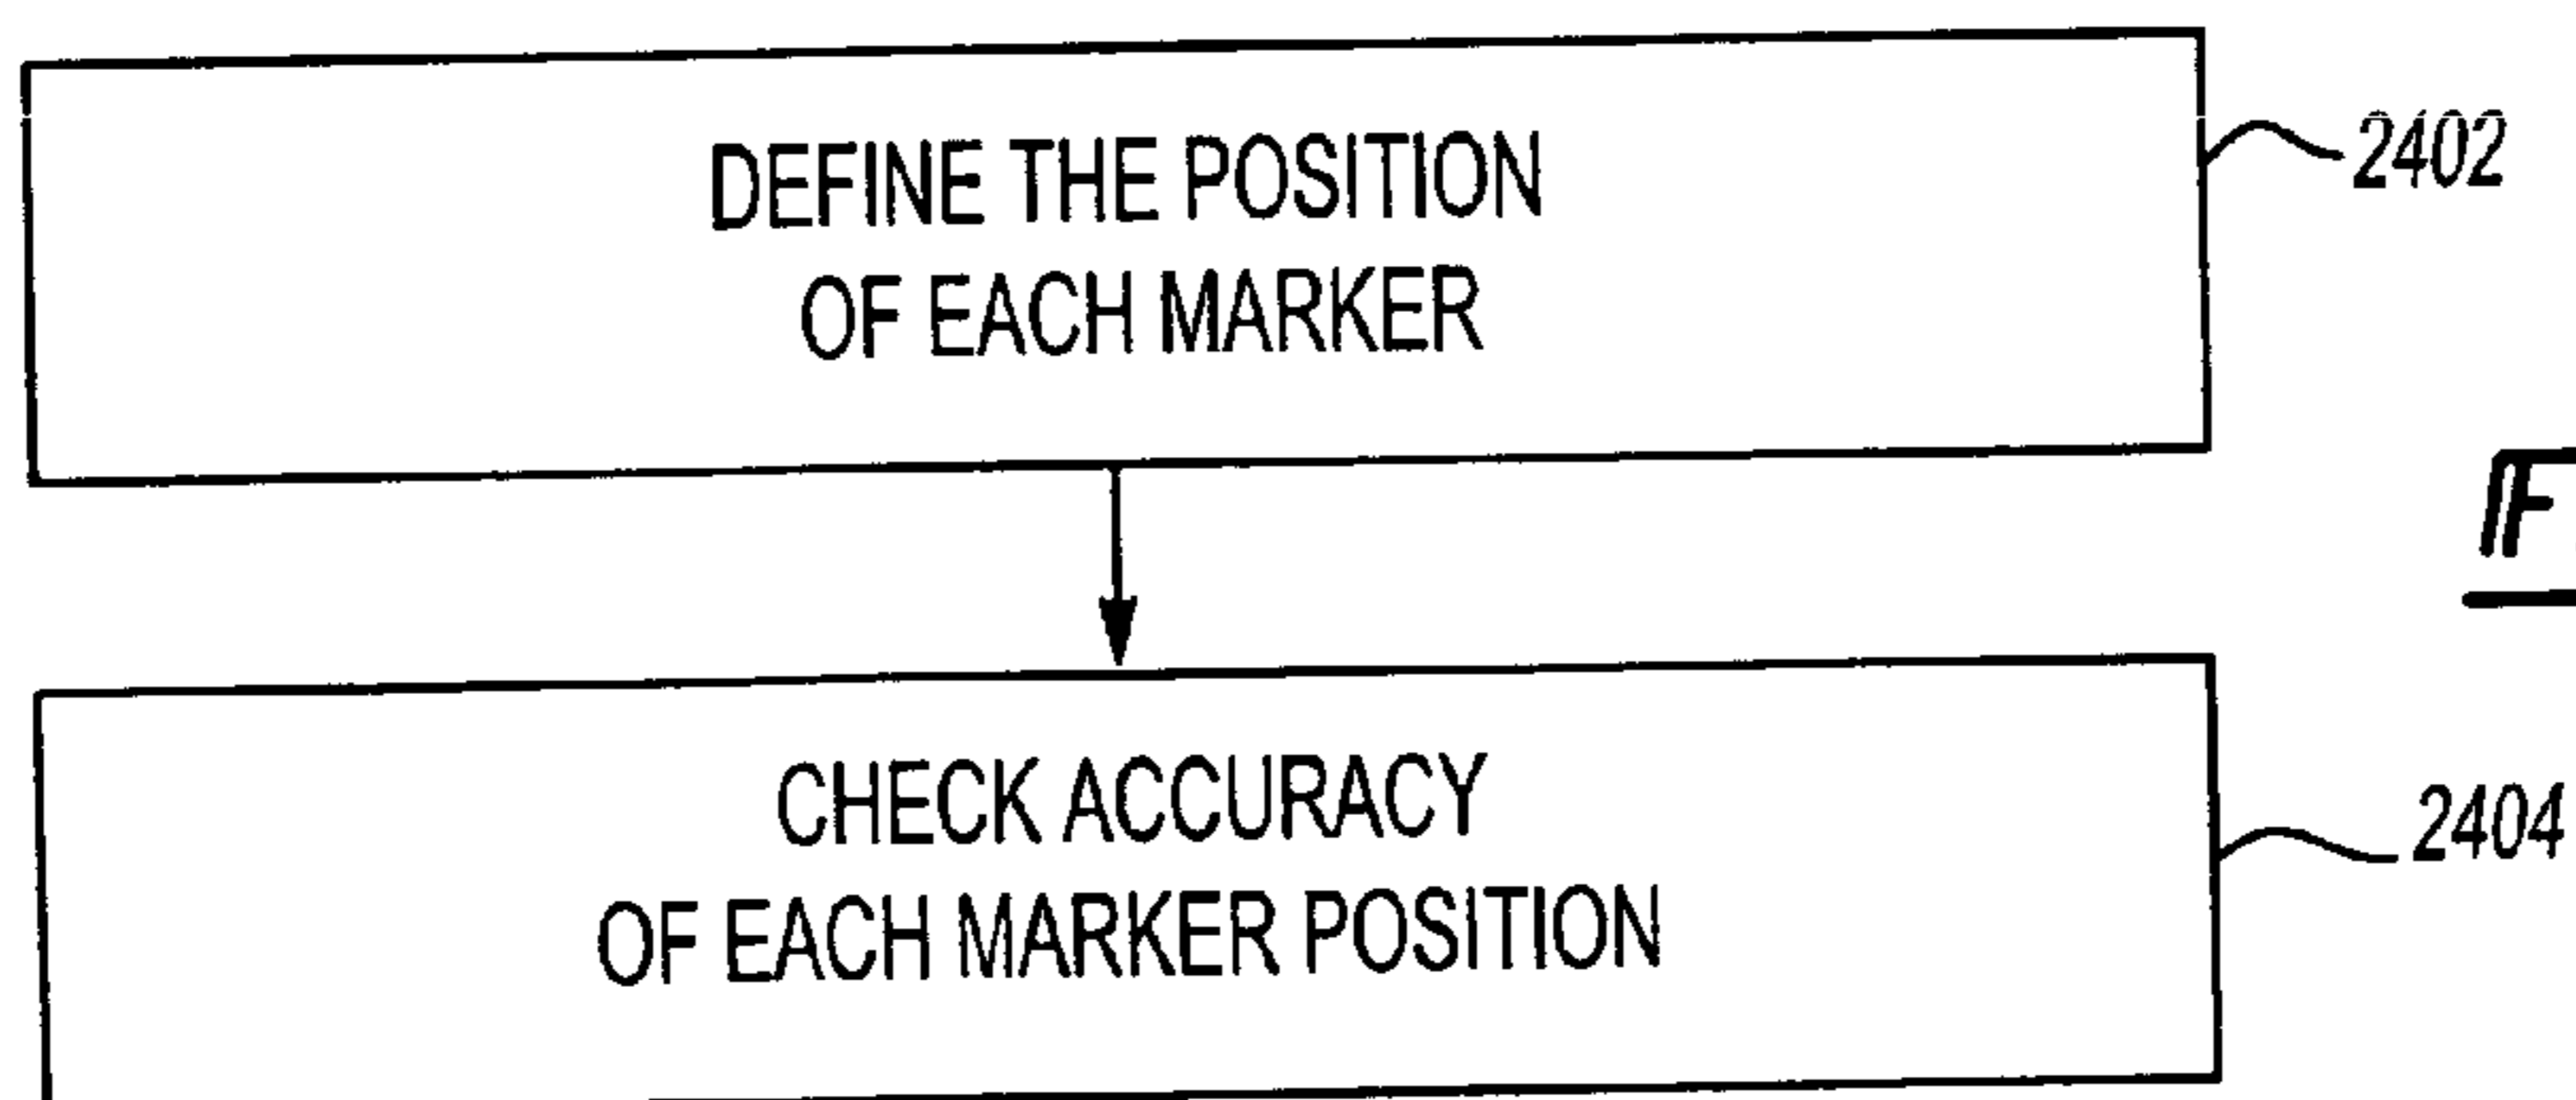 DEFINE THE POSITION
OF EACH MARKER
2402
CHECK ACCURACY
OF EACH MARKER POSITION
2404